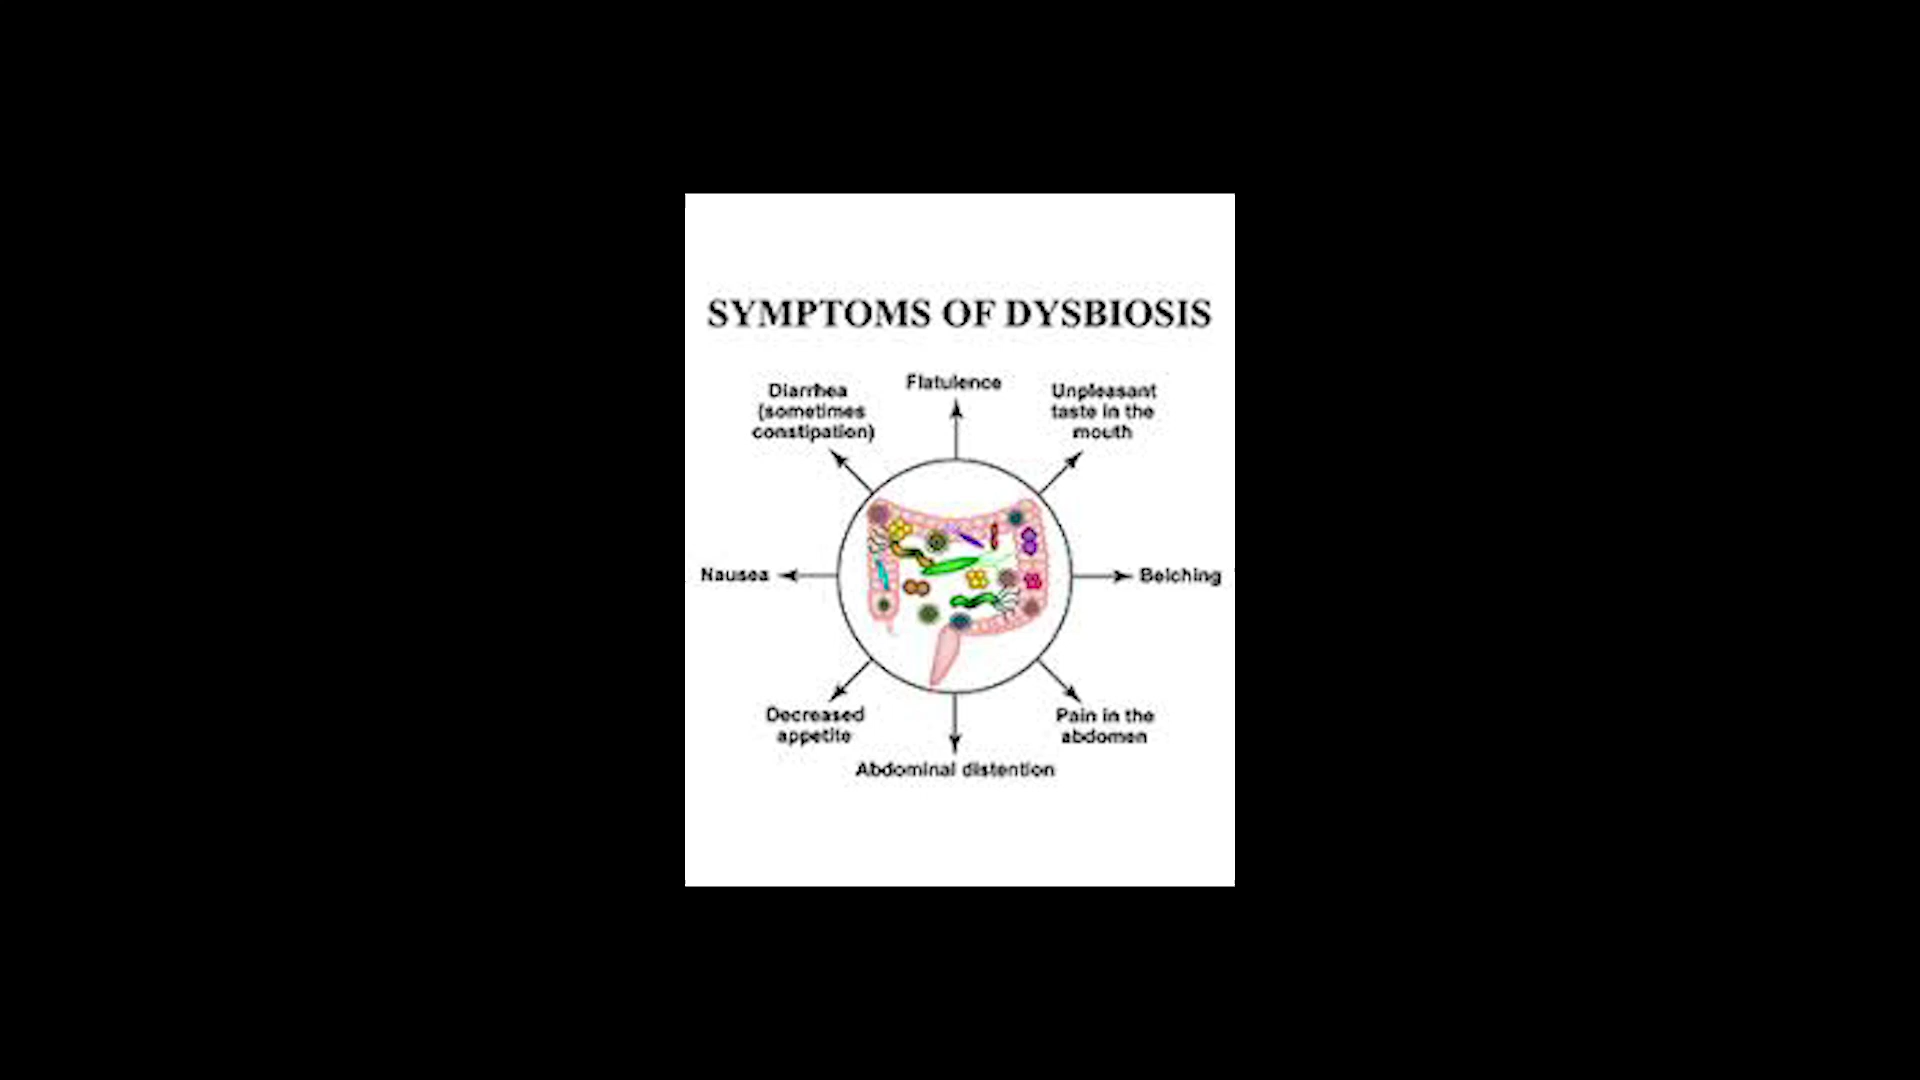 SYMPTOMS OF DYSBIOSIS
Flatulence
Diarrhea
(sometimes
constipation)
Unpleasant
taste in the
mouth
Nausea
Belching
Decreased
appetite
Pain in the
abdomen
Abdominal distention